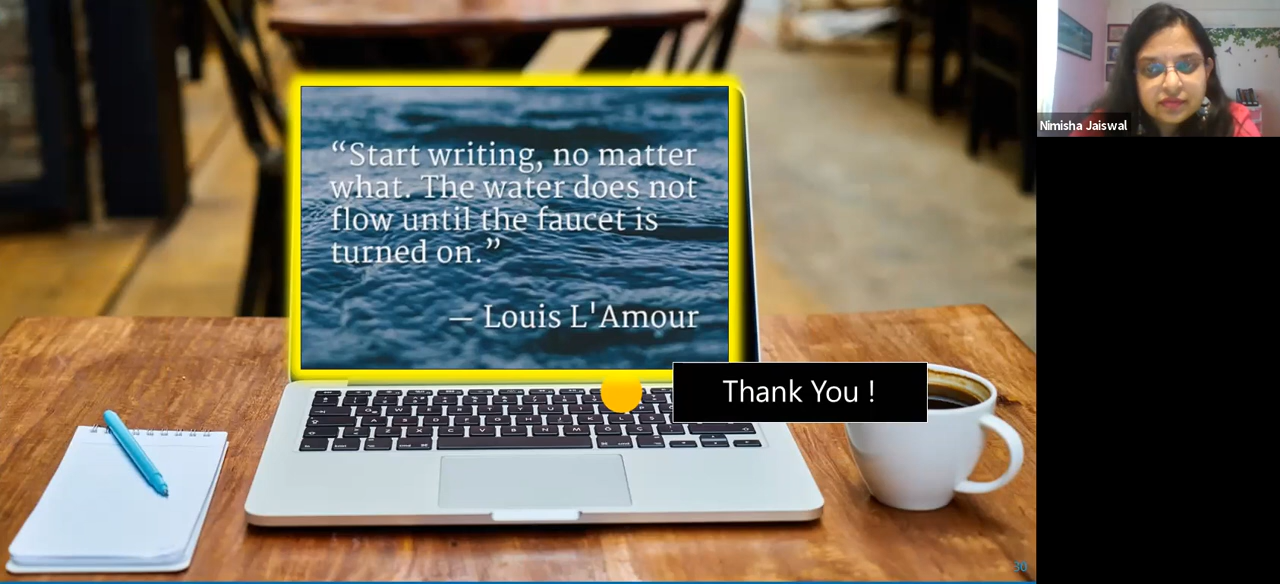 “Start writing, no matter
what. The water does not
flow until the faucet is
turned on.”
— Louis L'Amour
Thank You !
30
Nimisha Jaiswal